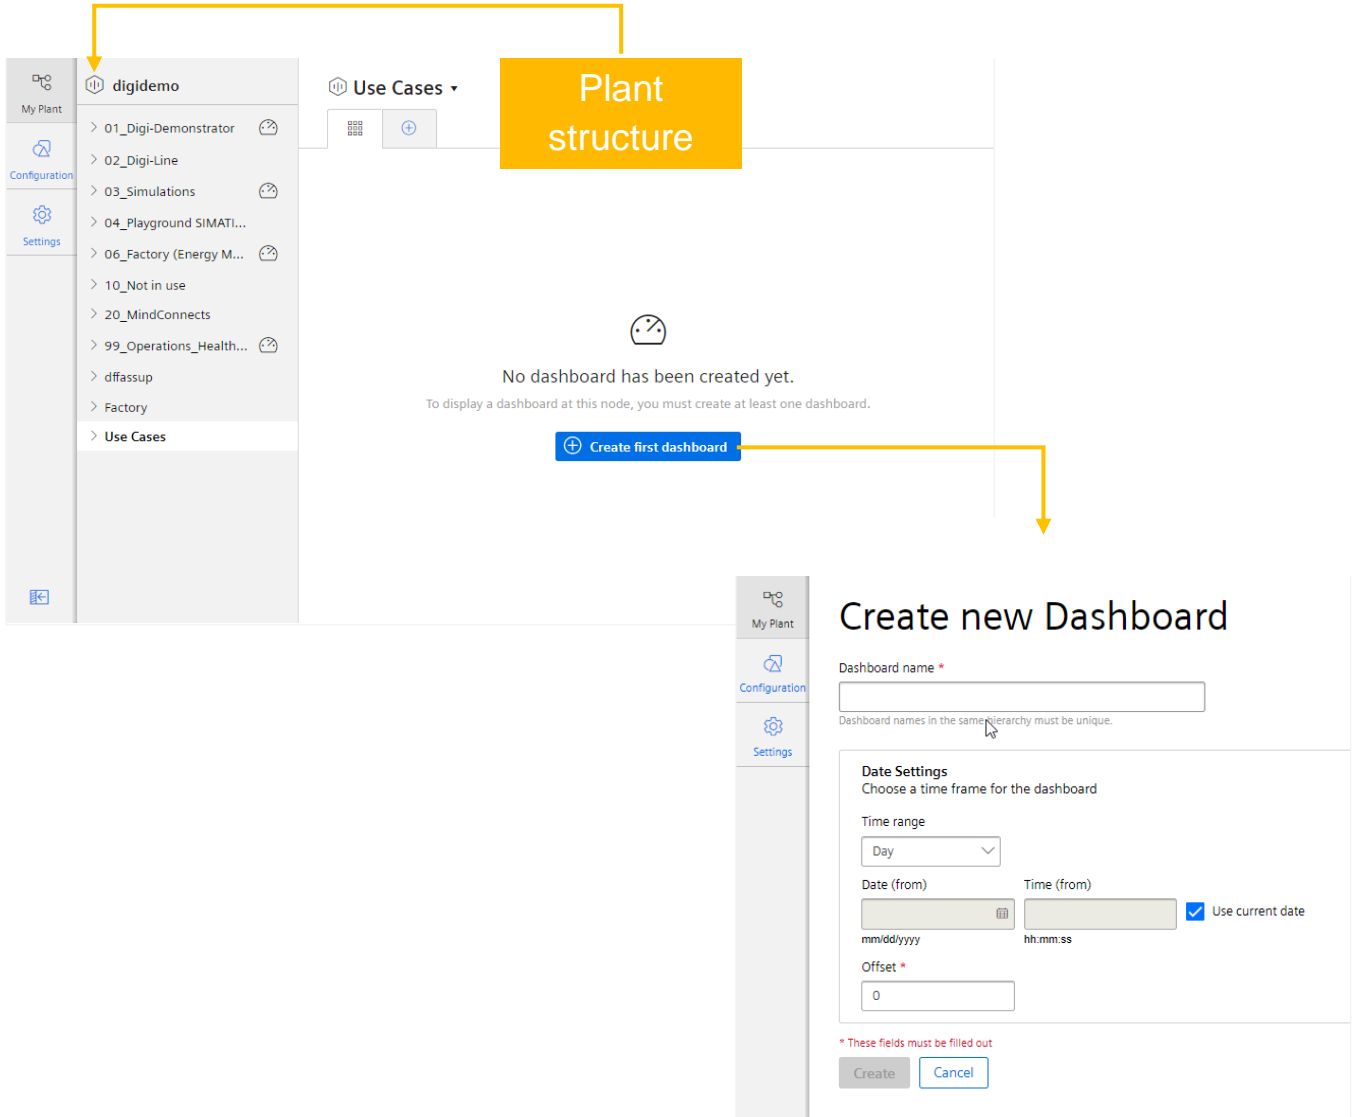 Plant
structure
My Plant
Configuration
Settings
digidemo
01_Digi-Demonstrator
02_Digi-Line
03_Simulations
04_Playground SIMATI...
06_Factory (Energy M...
10_Not in use
20_MindConnects
99_Operations_Health...
dffassup
Factory
Use Cases
Use Cases
No dashboard has been created yet.
To display a dashboard at this node, you must create at least one dashboard.
Create first dashboard
My Plant
Configuration
Settings
Create new Dashboard
Dashboard name *
Dashboard names in the same hierarchy must be unique.
Date Settings
Choose a time frame for the dashboard
Time range
Day
Date (from) Time (from)
Use current date
mm/dd/yyyy hh:mm:ss
Offset *
0
* These fields must be filled out
Create Cancel